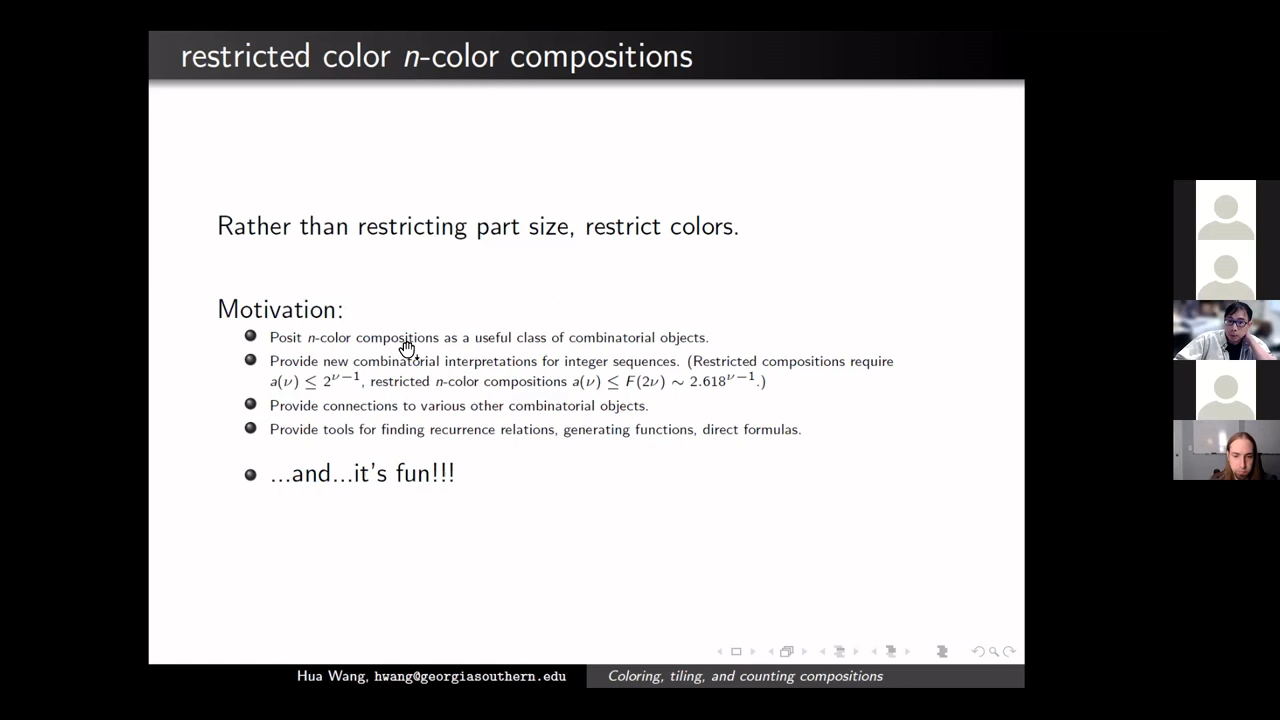 restricted color n-color compositions
Rather than restricting part size, restrict colors.
Motivation:
Posit n-color compositions as a useful class of combinatorial objects.
Provide new combinatorial interpretations for integer sequences. (Restricted compositions require
a(ν) ≤ 2^{ν−1}, restricted n-color compositions a(ν) ≤ F(2ν) ∼ 2.618^{ν−1}.)
Provide connections to various other combinatorial objects.
Provide tools for finding recurrence relations, generating functions, direct formulas.
...and...it's fun!!!
Hua Wang, hwang@georgiasouthern.edu
Coloring, tiling, and counting compositions